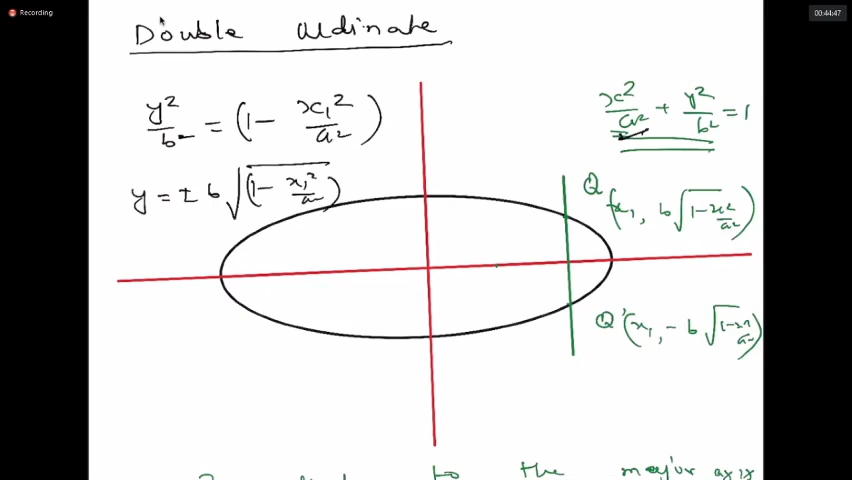 Recording
00:44:47
Double ordinate
y²/b² = (1 - x₁²/a²)
x²/a² + y²/b² = 1
y = ± b √(1 - x₁²/a²)
Q
(x₁, b √1 - x₁²/a²)
Q' (x₁, - b √1 - x₁²/a²)
to the major axis